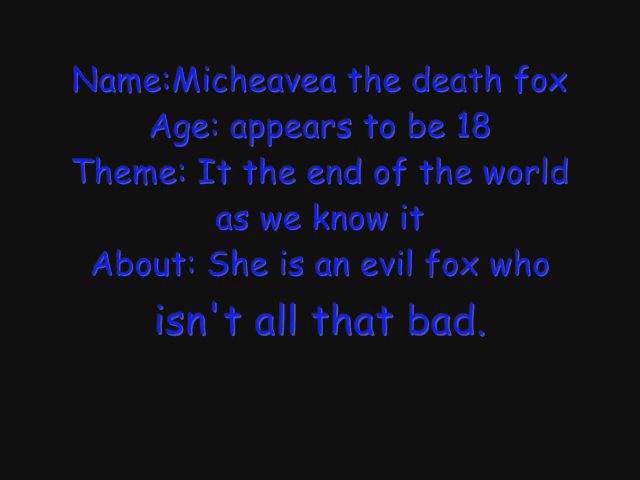 Name:Micheavea the death fox
Age: appears to be 18
Theme: It the end of the world
as we know it
About: She is an evil fox who
isn't all that bad.